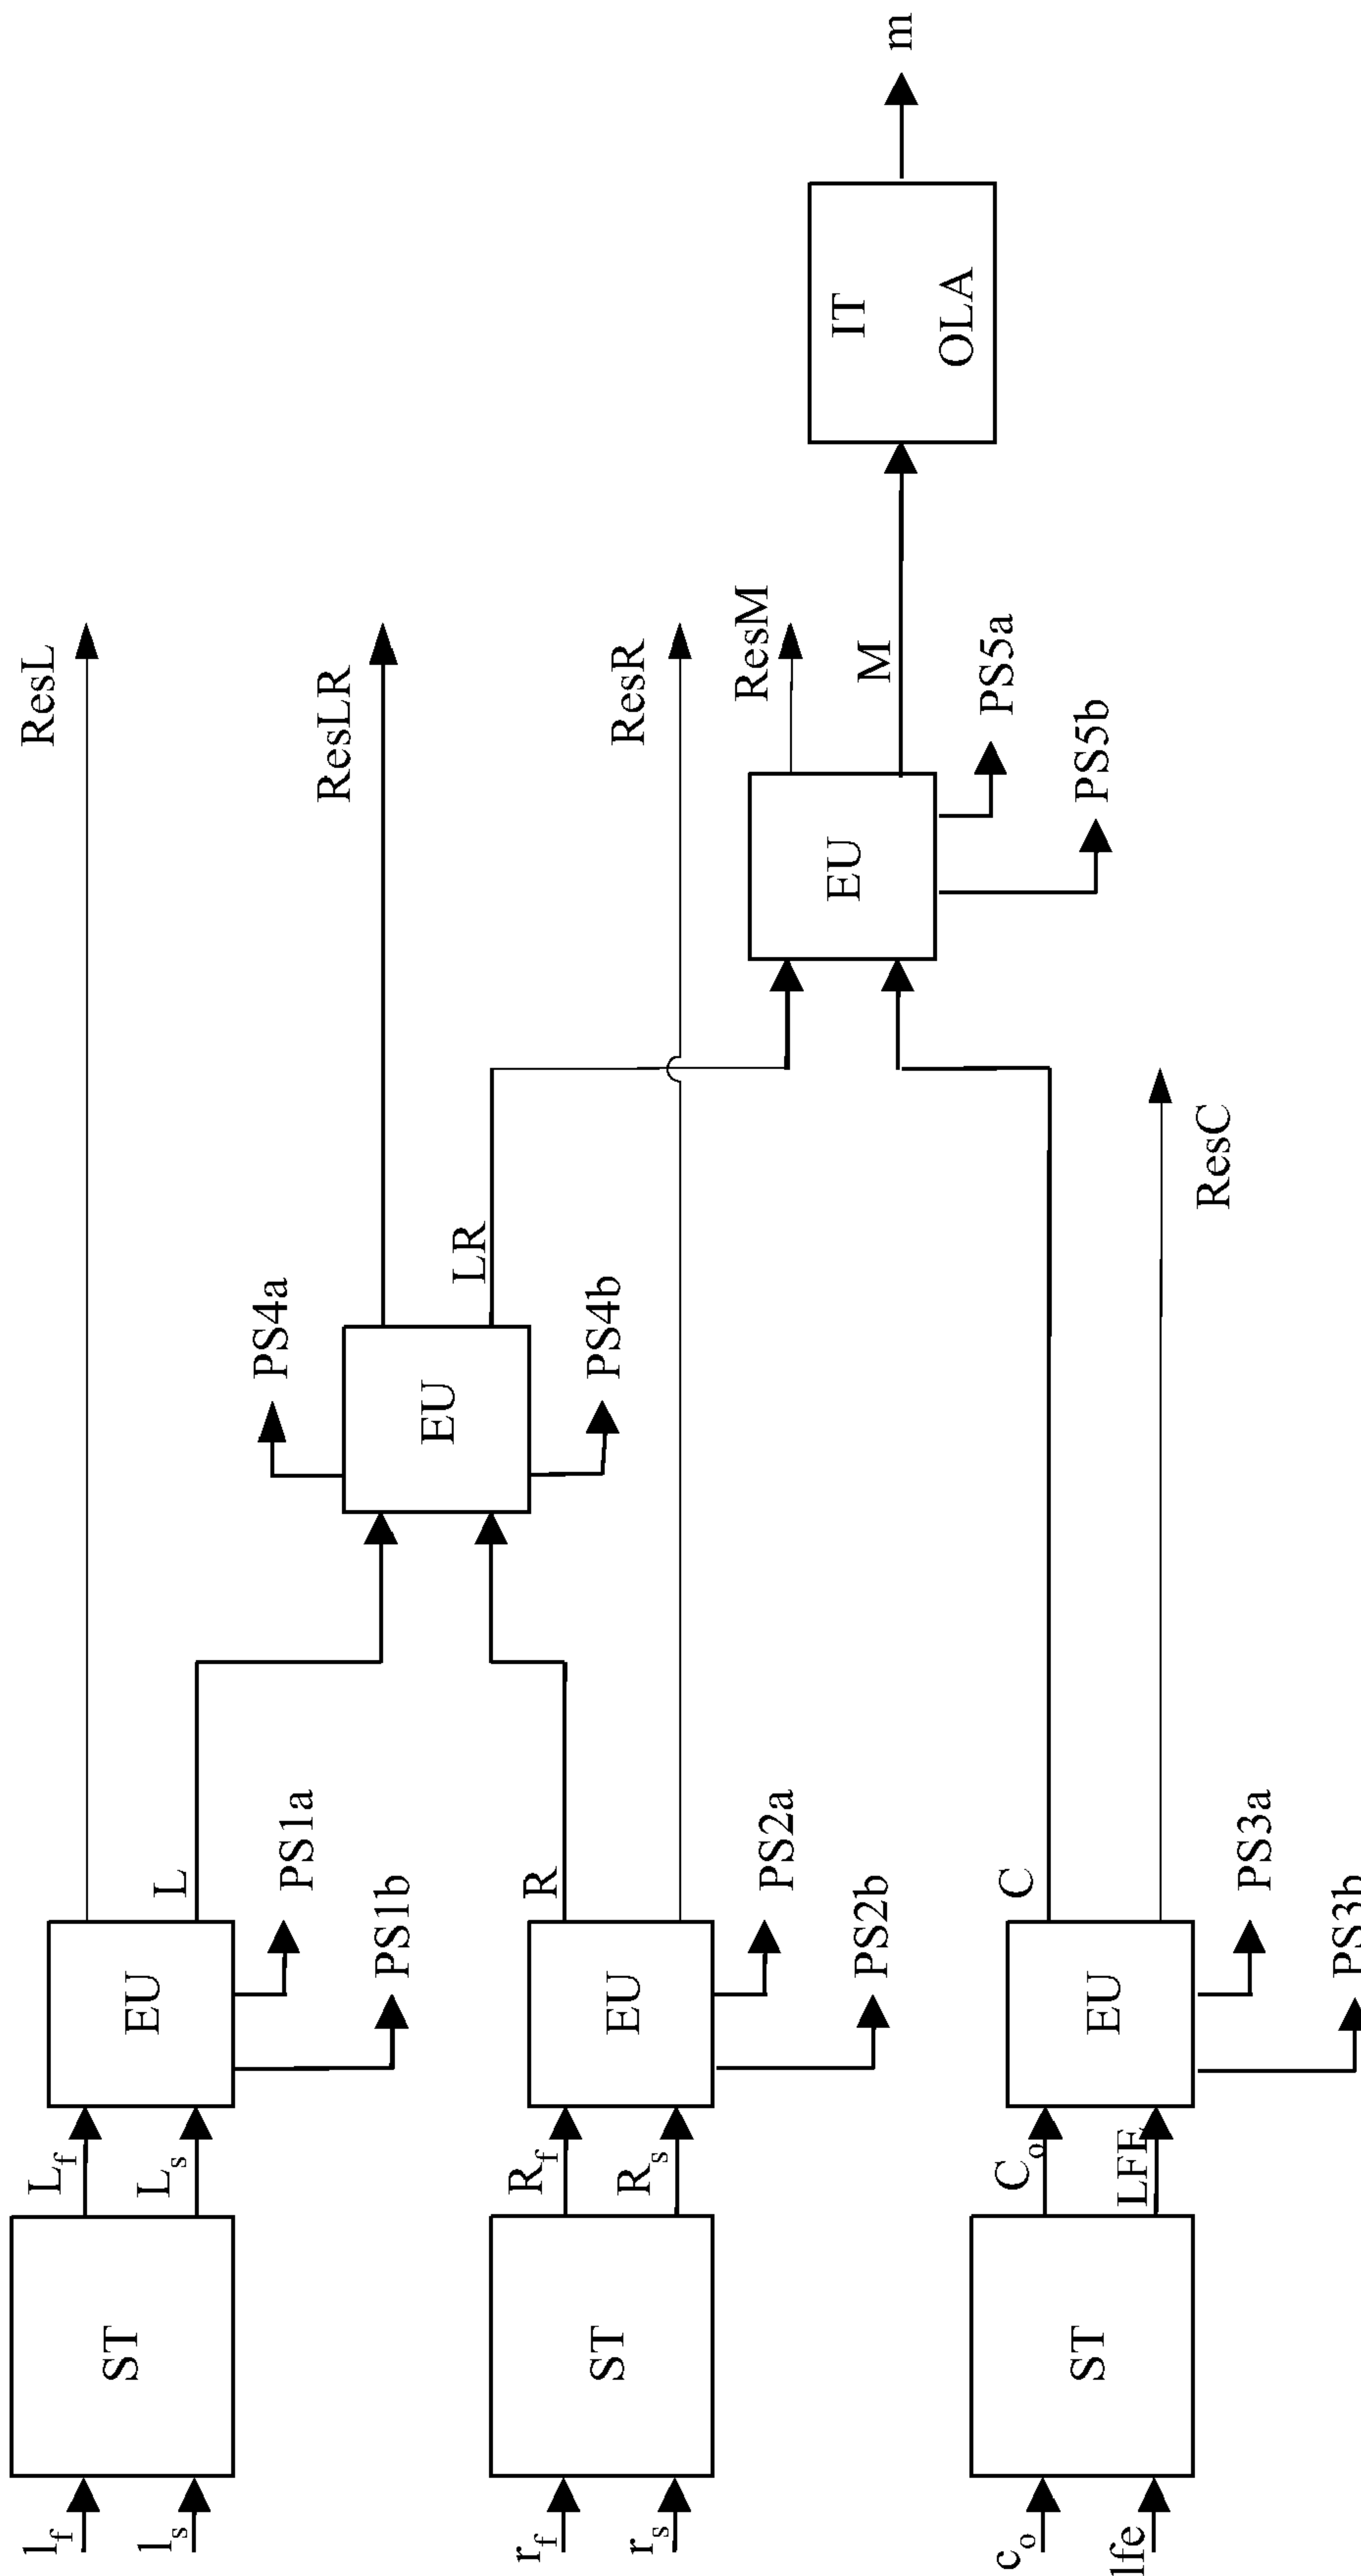 l_f
l_s
ST
L_f
L_s
EU
ResL
L
PS1a
PS1b
PS4a
EU
ResLR
LR
PS4b
r_f
r_s
ST
R_f
R_s
EU
R
ResR
PS2a
PS2b
ResM
EU
M
PS5a
PS5b
IT
OLA
m
c_o
lfe
ST
C_o
LFE
EU
C
ResC
PS3a
PS3b